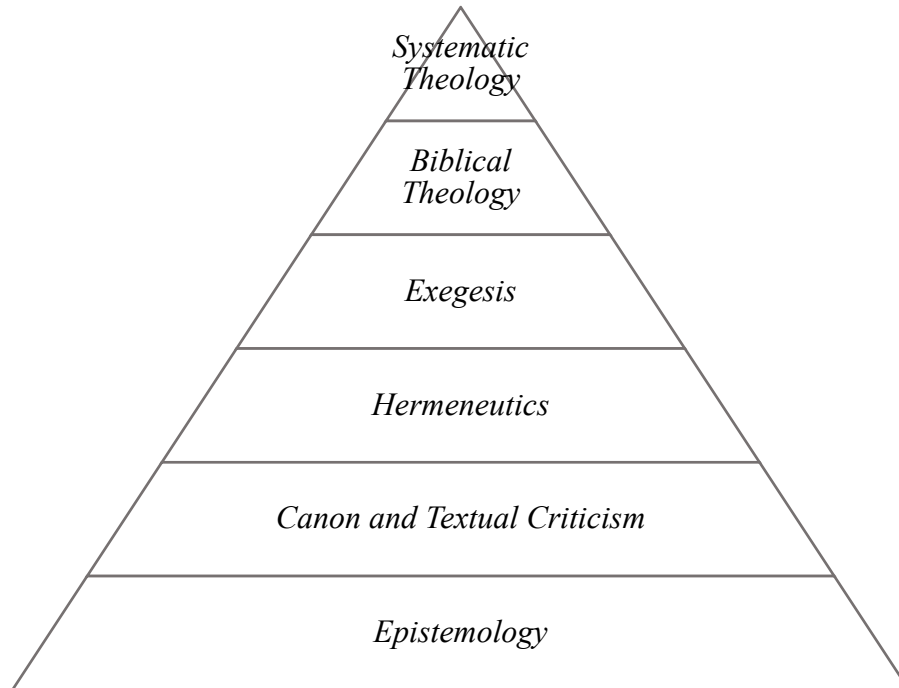 Systematic
Theology
Biblical
Theology
Exegesis
Hermeneutics
Canon and Textual Criticism
Epistemology